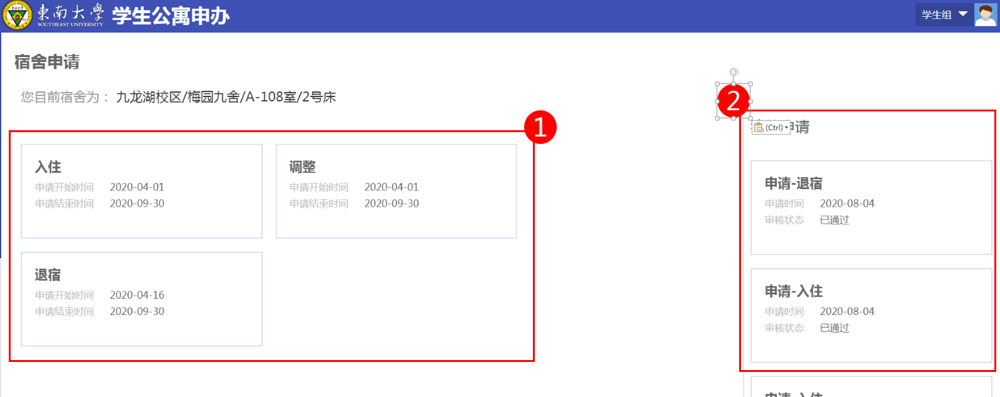 東南大學
SOUTHEAST UNIVERSITY
学生公寓申办
学生组
宿舍申请
您目前宿舍为： 九龙湖校区/梅园九舍/A-108室/2号床
1
入住
申请开始时间 2020-04-01
申请结束时间 2020-09-30
调整
申请开始时间 2020-04-01
申请结束时间 2020-09-30
退宿
申请开始时间 2020-04-16
申请结束时间 2020-09-30
2
(Ctrl)
申请
申请-退宿
申请时间 2020-08-04
审核状态 已通过
申请-入住
申请时间 2020-08-04
审核状态 已通过
申请-入住